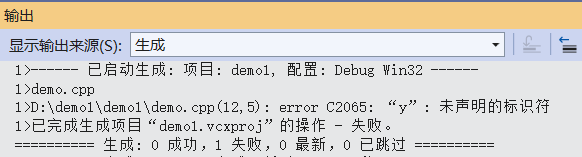 输出
显示输出来源(S): 生成
1>------ 已启动生成: 项目: demo1, 配置: Debug Win32 ------
1>demo.cpp
1>D:\demo1\demo1\demo.cpp(12,5): error C2065: “y”: 未声明的标识符
1>已完成生成项目“demo1.vcxproj”的操作 - 失败。
========== 生成: 0 成功，1 失败，0 最新，0 已跳过 ==========